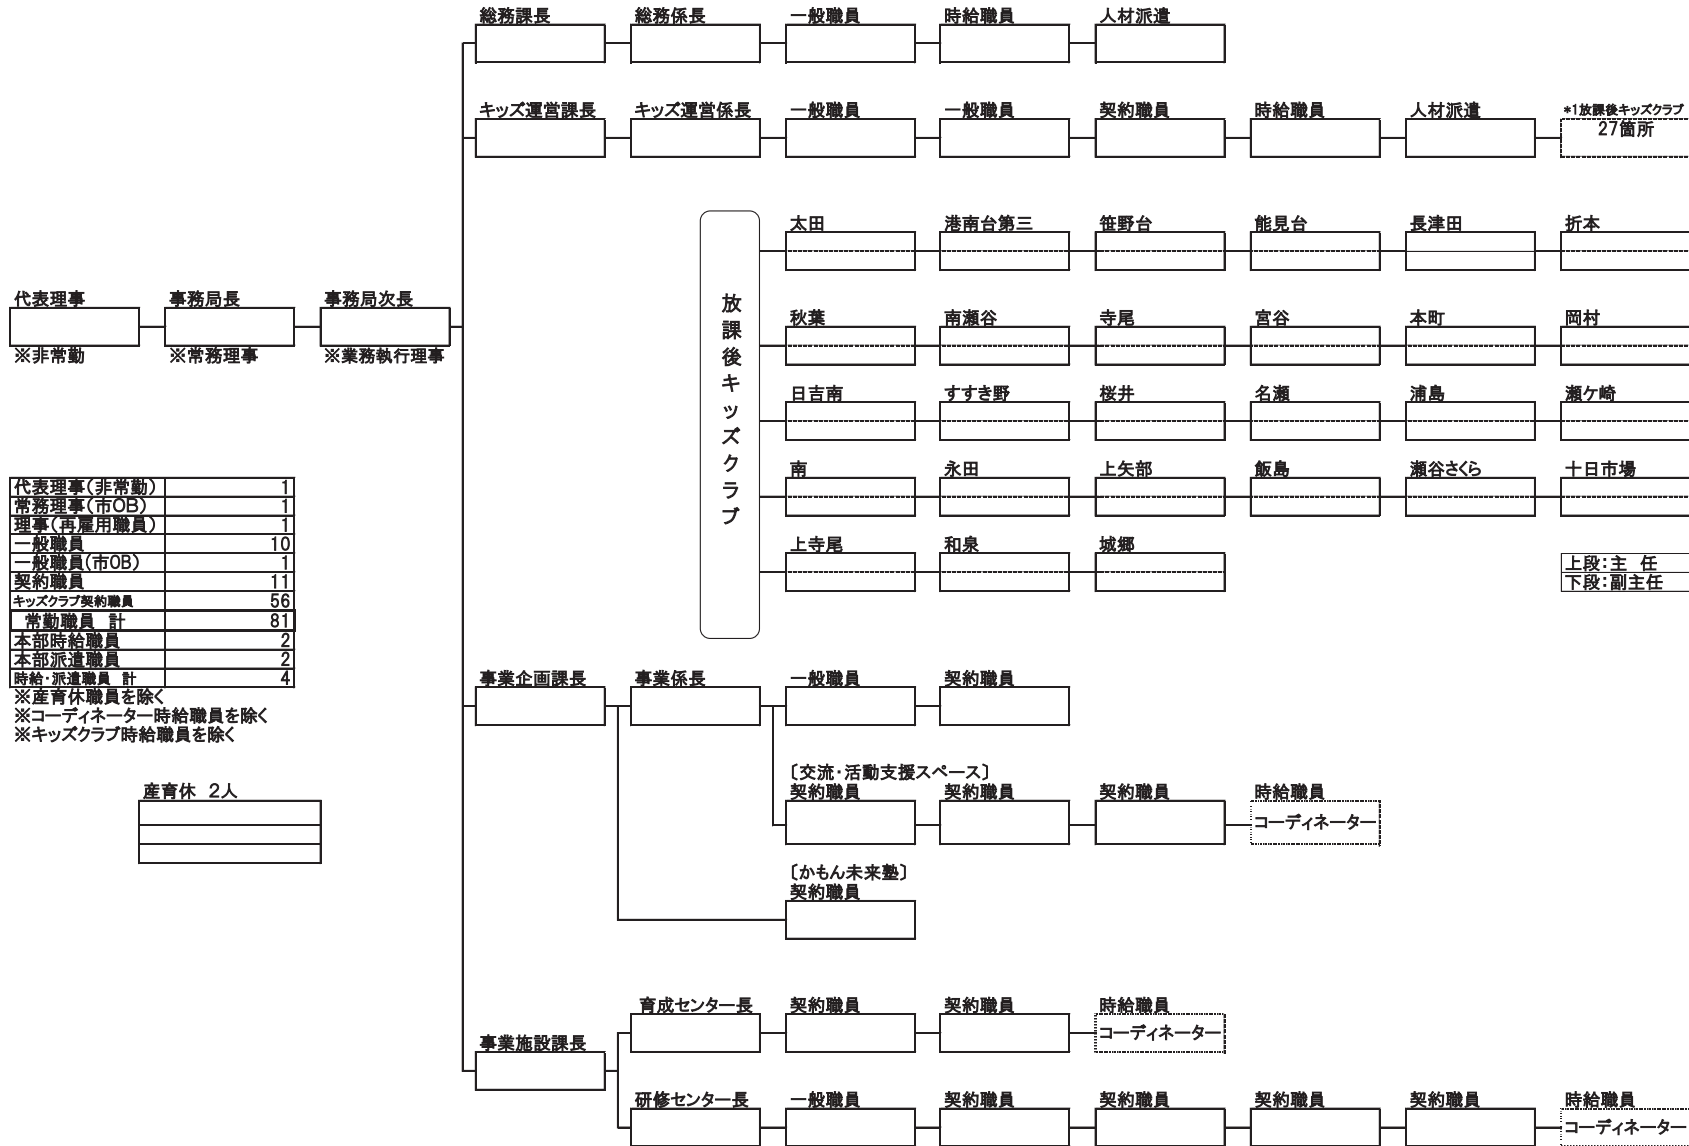 総務課長 総務係長 一般職員 時給職員 人材派遣
キッズ運営課長 キッズ運営係長 一般職員 一般職員 契約職員 時給職員 人材派遣 *1放課後キッズクラブ
27箇所
放課後キッズクラブ
太田 港南台第三 笹野台 能見台 長津田 折本
秋葉 南瀬谷 寺尾 宮谷 本町 岡村
日吉南 すすき野 桜井 名瀬 浦島 瀬ケ崎
南 永田 上矢部 飯島 瀬谷さくら 十日市場
上寺尾 和泉 城郷
上段：主 任
下段：副主任
代表理事 事務局長 事務局次長
※非常勤 ※常務理事 ※業務執行理事
代表理事（非常勤） 1
常務理事（市OB） 1
理事（再雇用職員） 1
一般職員 10
一般職員（市OB） 1
契約職員 11
キッズクラブ契約職員 56
常勤職員 計 81
本部時給職員 2
本部派遣職員 2
時給・派遣職員 計 4
※産育休職員を除く
※コーディネーター時給職員を除く
※キッズクラブ時給職員を除く
産育休 2人
事業企画課長 事業係長 一般職員 契約職員
〔交流・活動支援スペース〕
契約職員 契約職員 契約職員 時給職員
コーディネーター
〔かもん未来塾〕
契約職員
事業施設課長
育成センター長 契約職員 契約職員 時給職員
コーディネーター
研修センター長 一般職員 契約職員 契約職員 契約職員 契約職員 時給職員
コーディネーター